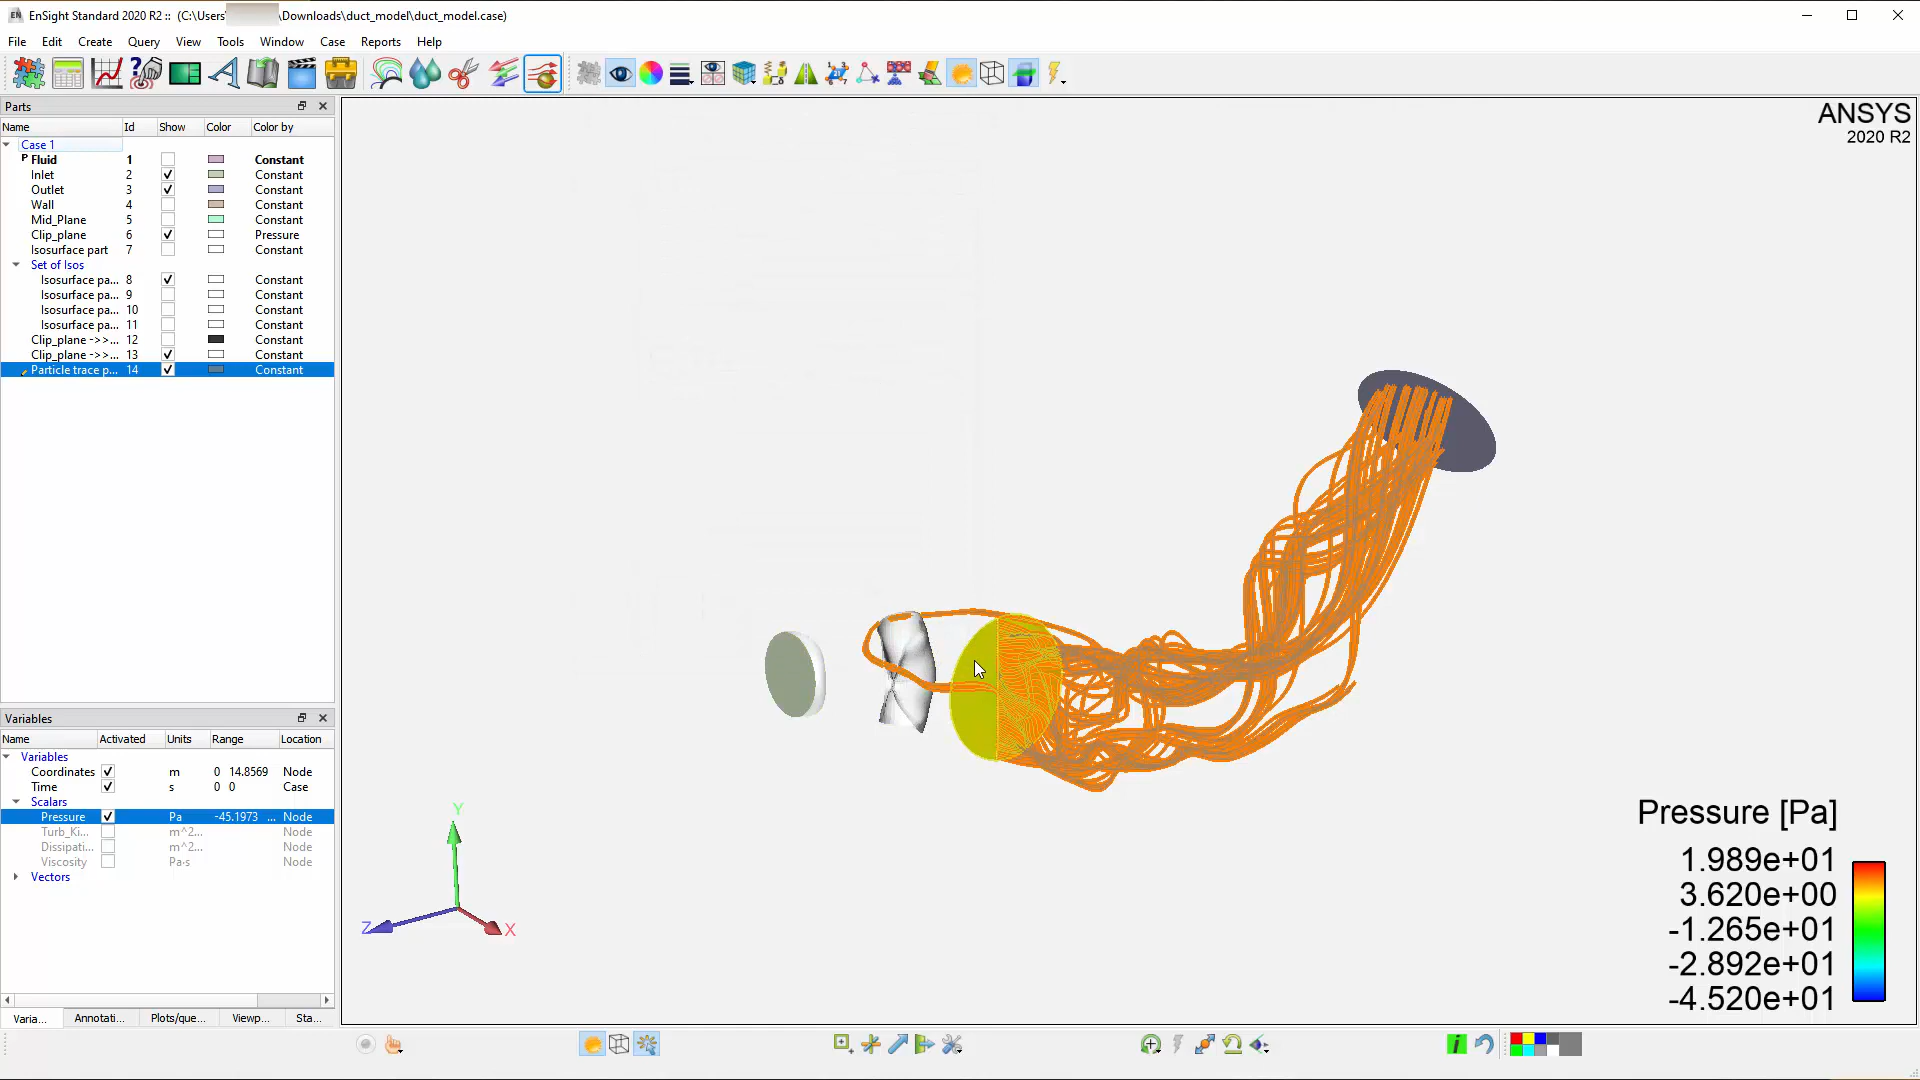 EnSight Standard 2020 R2 :: (C:\Users\ \Downloads\duct_model\duct_model.case)
File Edit Create Query View Tools Window Case Reports Help
Parts
Name Id Show Color Color by
Case 1
P Fluid 1 Constant
Inlet 2 Constant
Outlet 3 Constant
Wall 4 Constant
Mid_Plane 5 Constant
Clip_plane 6 Pressure
Isosurface part 7 Constant
Set of Isos
Isosurface pa... 8 Constant
Isosurface pa... 9 Constant
Isosurface pa... 10 Constant
Isosurface pa... 11 Constant
Clip_plane ->>... 12 Constant
Clip_plane ->>... 13 Constant
Particle trace p... 14 Constant
ANSYS
2020 R2
Variables
Name Activated Units Range Location
Variables
Coordinates m 0 14.8569 Node
Time s 0 0 Case
Scalars
Pressure Pa -45.1973 ... Node
Turb_Ki... m^2... Node
Dissipati... m^2... Node
Viscosity Pa·s Node
Vectors
Y
Z
X
Pressure [Pa]
1.989e+01
3.620e+00
-1.265e+01
-2.892e+01
-4.520e+01
Varia... Annotati... Plots/que... Viewp... Sta...